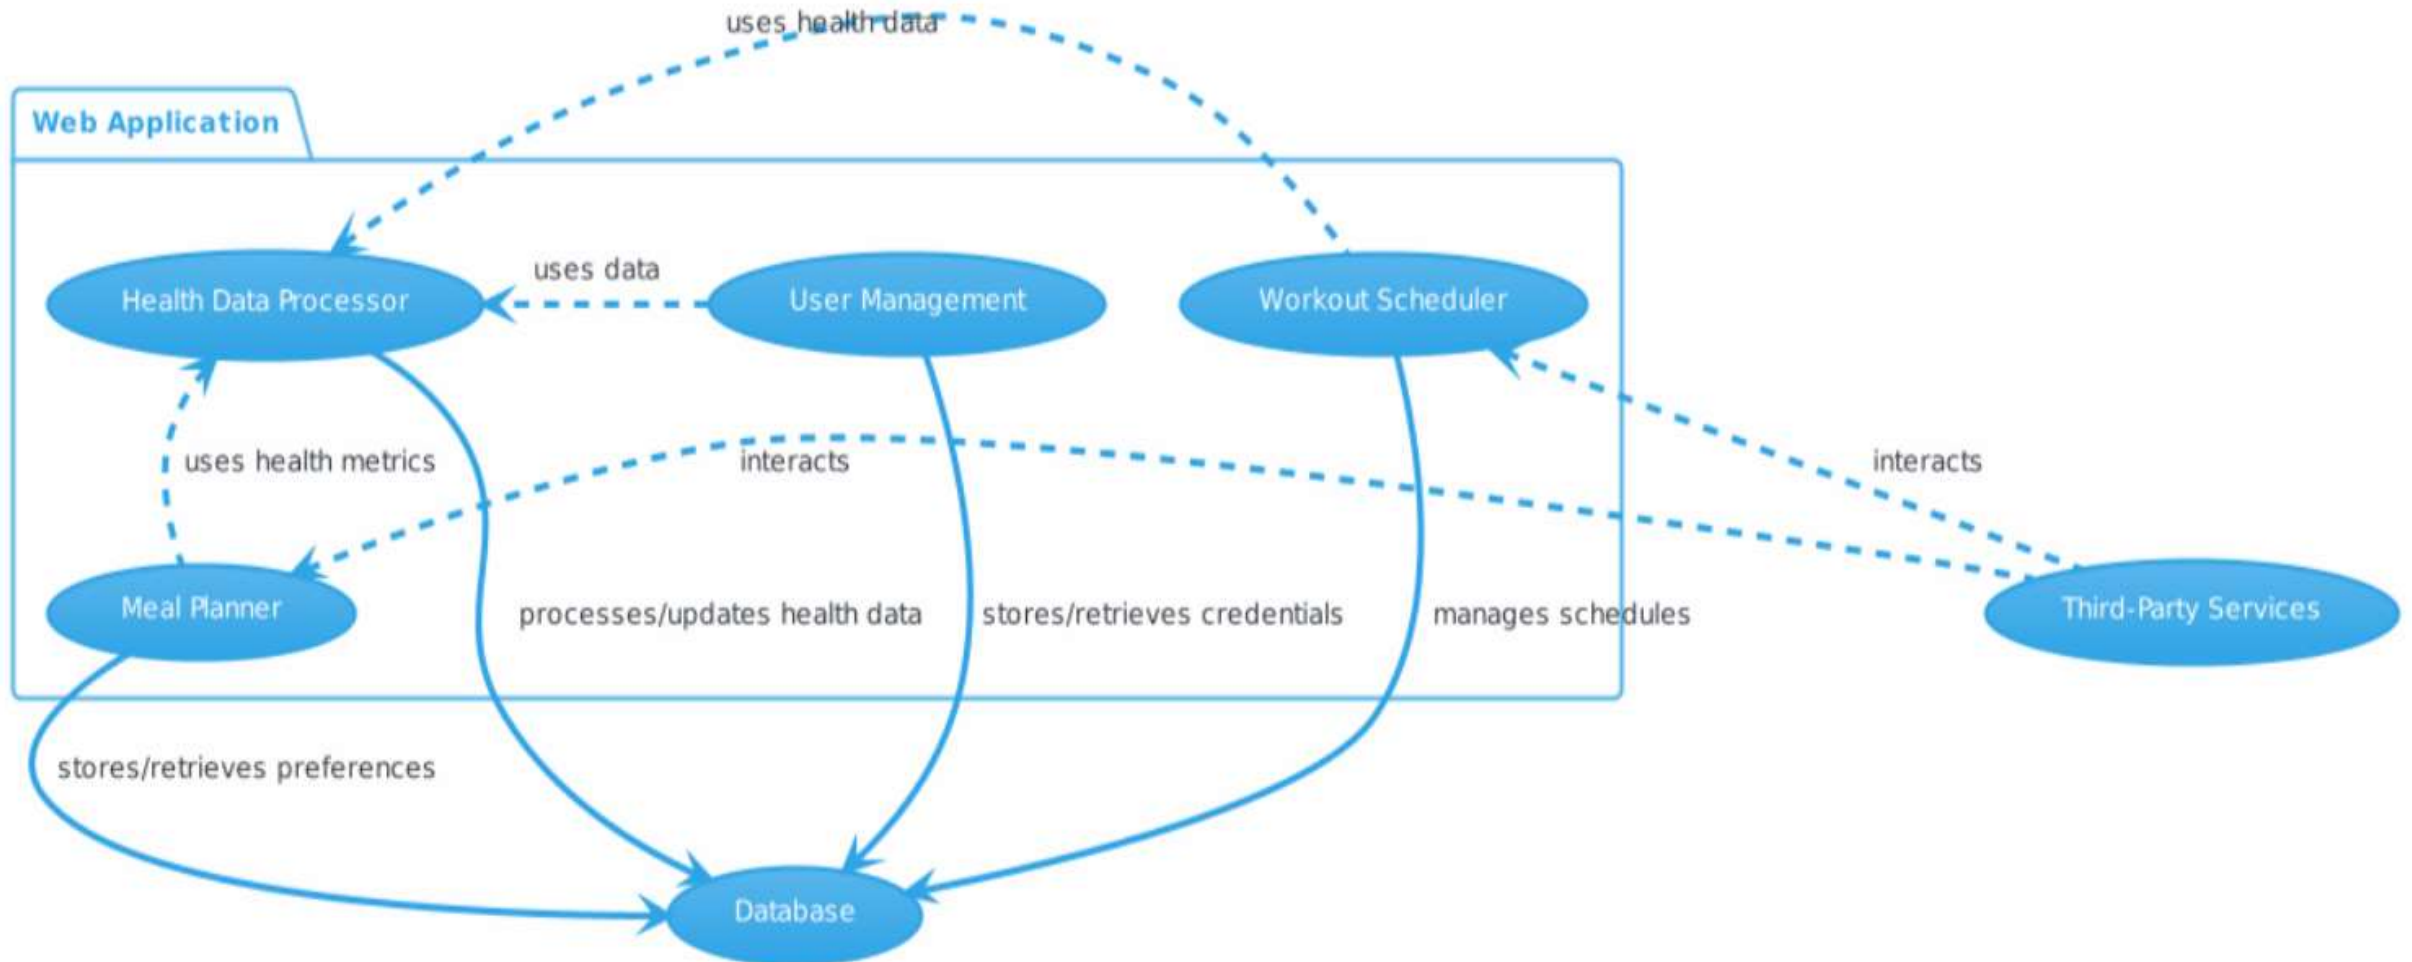 uses health data
Web Application
uses data
Health Data Processor
User Management
Workout Scheduler
uses health metrics
interacts
interacts
Meal Planner
processes/updates health data
stores/retrieves credentials
manages schedules
Third-Party Services
stores/retrieves preferences
Database